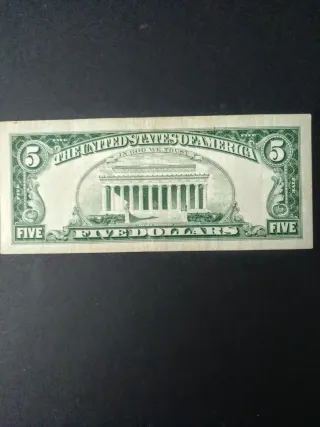 5 THE UNITED STATES OF AMERICA 5
IN GOD WE TRUST
FIVE FIVE DOLLARS FIVE